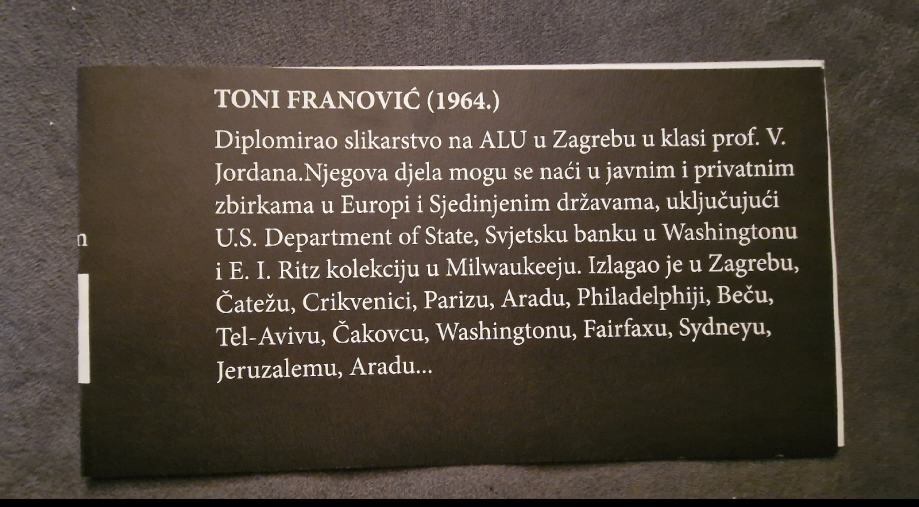 TONI FRANOVIĆ (1964.)
Diplomirao slikarstvo na ALU u Zagrebu u klasi prof. V.
Jordana.Njegova djela mogu se naći u javnim i privatnim
zbirkama u Europi i Sjedinjenim državama, uključujući
U.S. Department of State, Svjetsku banku u Washingtonu
i E. I. Ritz kolekciju u Milwaukeeju. Izlagao je u Zagrebu,
Čatežu, Crikvenici, Parizu, Aradu, Philadelphiji, Beču,
Tel-Avivu, Čakovcu, Washingtonu, Fairfaxu, Sydneyu,
Jeruzalemu, Aradu...